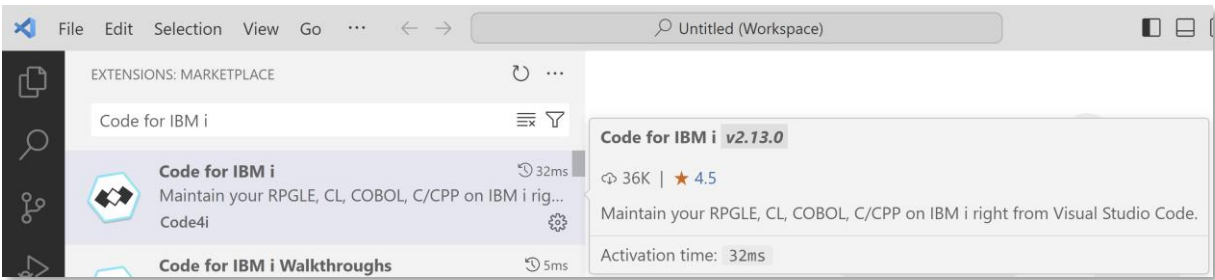 File Edit Selection View Go ... Untitled (Workspace)
EXTENSIONS: MARKETPLACE
Code for IBM i
Code for IBM i 32ms
Maintain your RPGLE, CL, COBOL, C/CPP on IBM i rig...
Code4i
Code for IBM i Walkthroughs 5ms
Code for IBM i v2.13.0
36K | ★ 4.5
Maintain your RPGLE, CL, COBOL, C/CPP on IBM i right from Visual Studio Code.
Activation time: 32ms